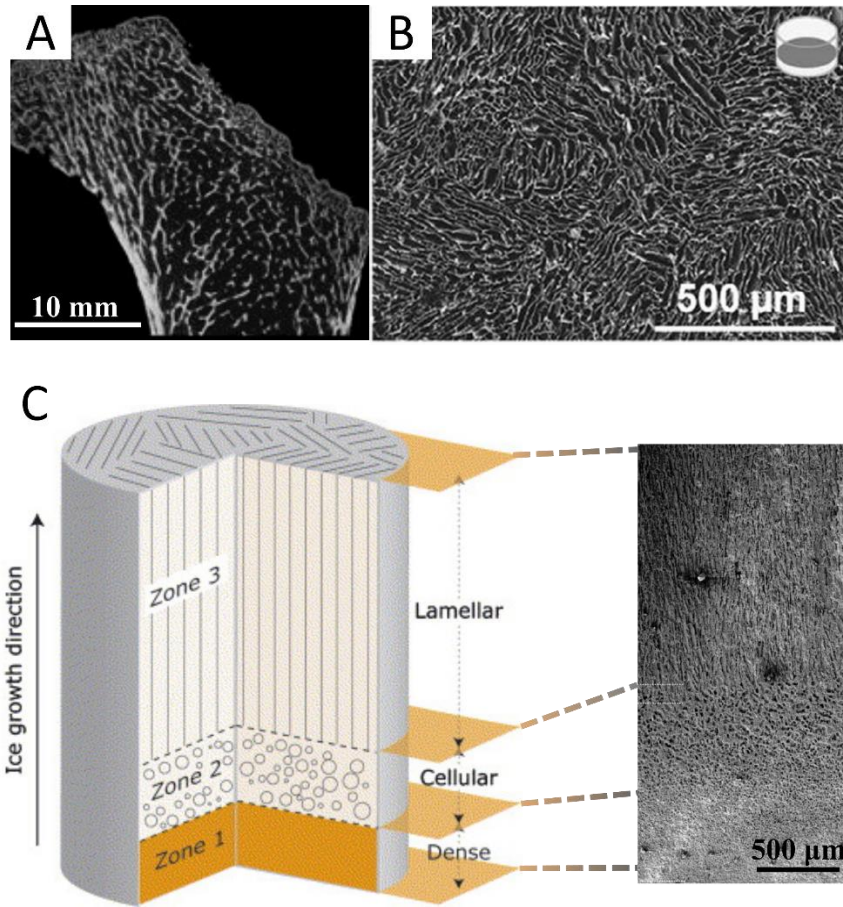 A
10 mm
B
500 µm
C
Ice growth direction
Zone 3
Zone 2
Zone 1
Lamellar
Cellular
Dense
500 µm